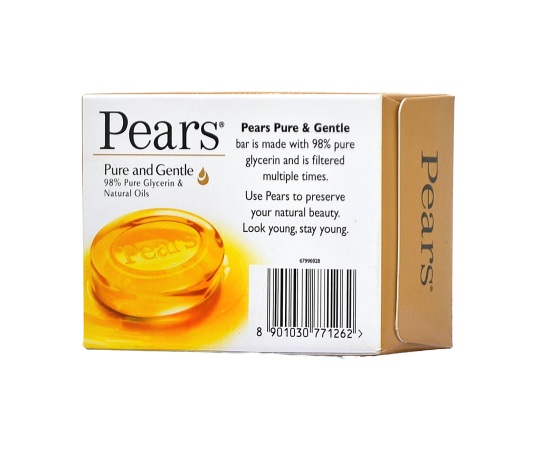 Pears®
Pure and Gentle
98% Pure Glycerin &
Natural Oils
Pears
Pears Pure & Gentle
bar is made with 98% pure
glycerin and is filtered
multiple times.
Use Pears to preserve
your natural beauty.
Look young, stay young.
67996928
8 901030 771262 >
Pears®